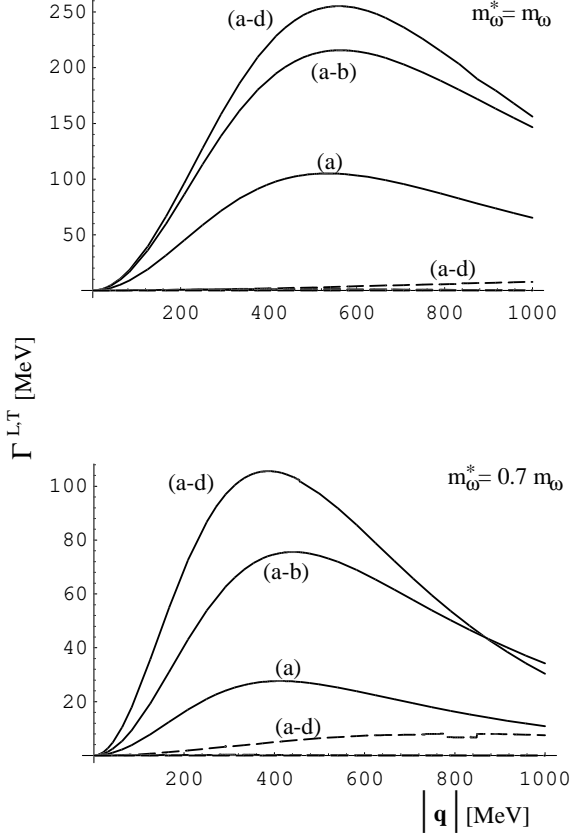 250
(a-d)
m*ω = mω
200
(a-b)
150
(a)
100
50
(a-d)
200 400 600 800 1000
Γ L,T [MeV]
100
(a-d)
m*ω = 0.7 mω
80
(a-b)
60
40
(a)
20
(a-d)
200 400 600 800 1000
|q| [MeV]